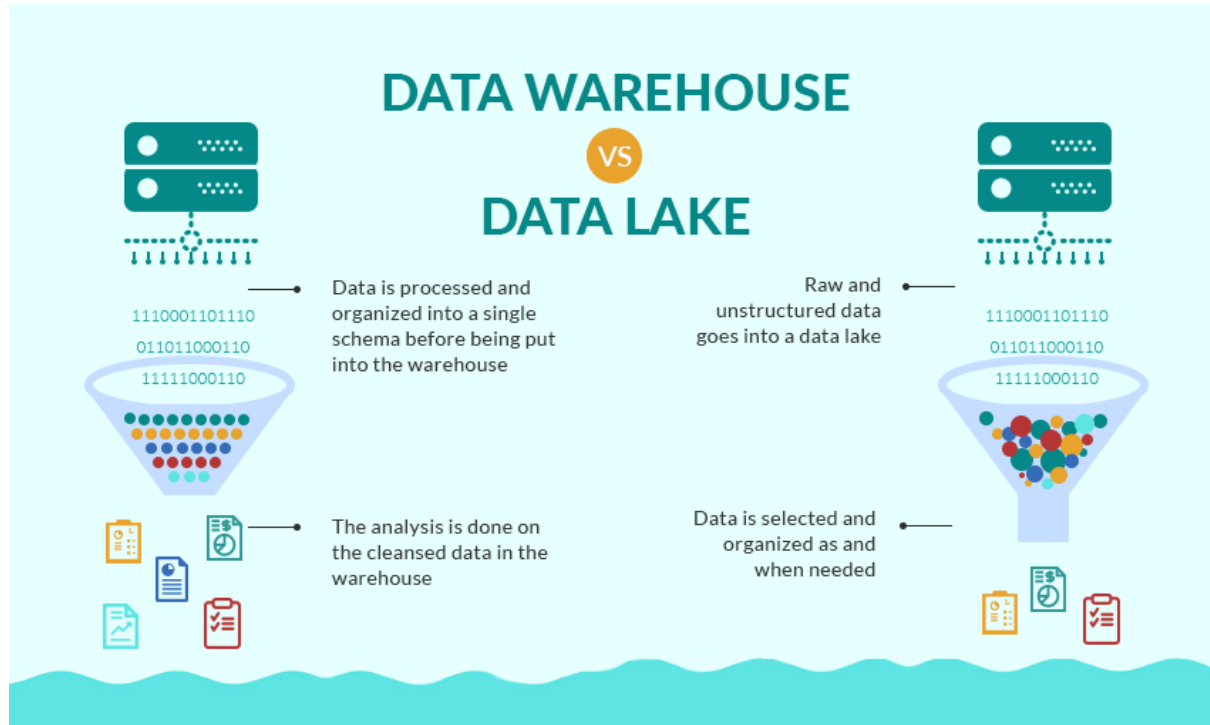 DATA WAREHOUSE
VS
DATA LAKE
Data is processed and
organized into a single
schema before being put
into the warehouse
1110001101110
011011000110
11111000110
The analysis is done on
the cleansed data in the
warehouse
Raw and
unstructured data
goes into a data lake
1110001101110
011011000110
11111000110
Data is selected and
organized as and
when needed
$
$